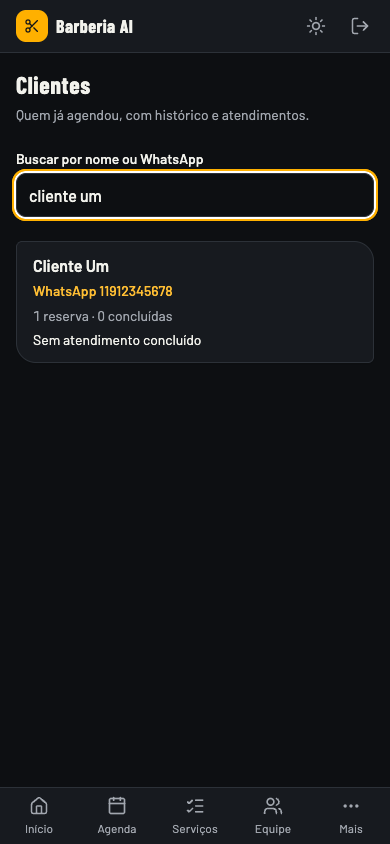 Barberia AI
Clientes
Quem já agendou, com histórico e atendimentos.
Buscar por nome ou WhatsApp
cliente um
Cliente Um
WhatsApp 11912345678
1 reserva · 0 concluídas
Sem atendimento concluído
Início
Agenda
Serviços
Equipe
Mais